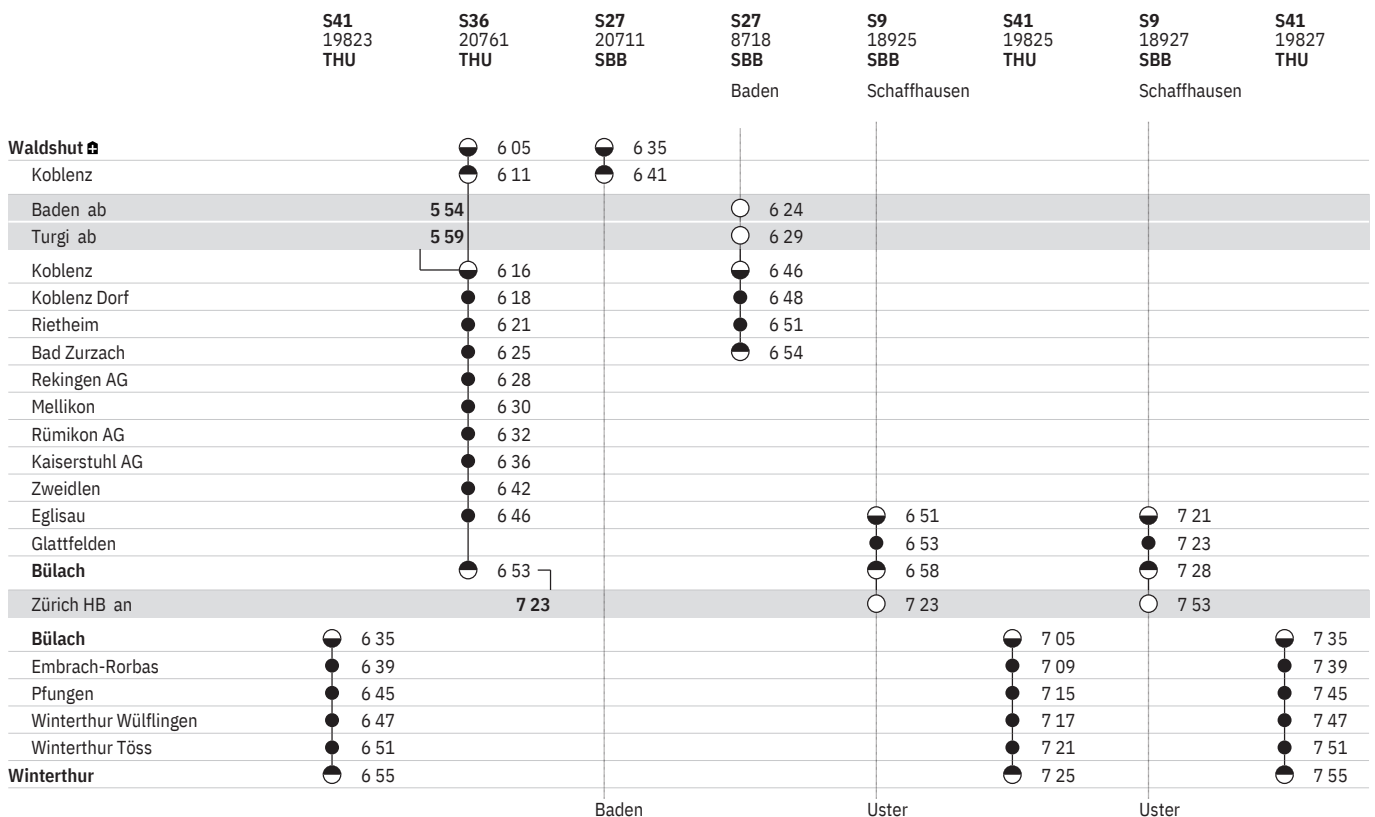 S41 S36 S27 S27 S9 S41 S9 S41
19823 20761 20711 8718 18925 19825 18927 19827
THU THU SBB SBB SBB THU SBB THU
Baden Schaffhausen Schaffhausen
Waldshut 6 05 6 35
Koblenz 6 11 6 41
Baden ab 5 54 6 24
Turgi ab 5 59 6 29
Koblenz 6 16 6 46
Koblenz Dorf 6 18 6 48
Rietheim 6 21 6 51
Bad Zurzach 6 25 6 54
Rekingen AG 6 28
Mellikon 6 30
Rümikon AG 6 32
Kaiserstuhl AG 6 36
Zweidlen 6 42
Eglisau 6 46 6 51 7 21
Glattfelden 6 53 7 23
Bülach 6 53 6 58 7 28
Zürich HB an 7 23 7 23 7 53
Bülach 6 35 7 05 7 35
Embrach-Rorbas 6 39 7 09 7 39
Pfungen 6 45 7 15 7 45
Winterthur Wülflingen 6 47 7 17 7 47
Winterthur Töss 6 51 7 21 7 51
Winterthur 6 55 7 25 7 55
Baden Uster Uster